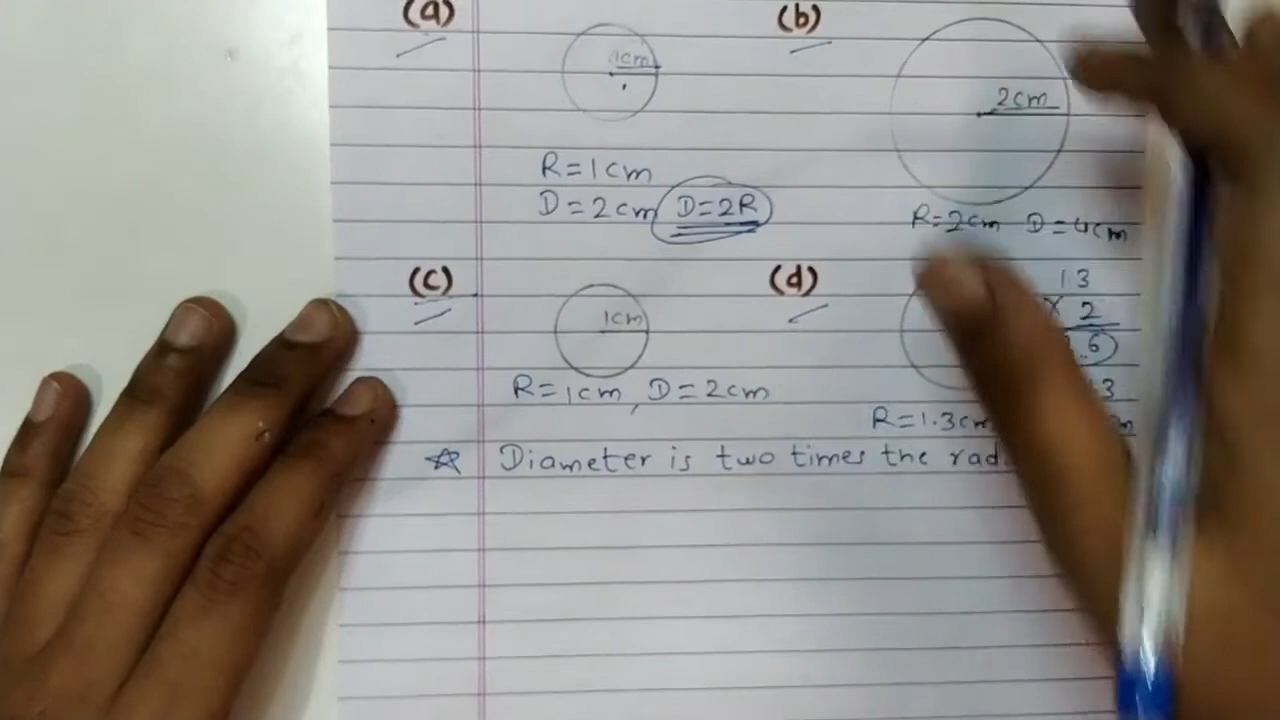 (a)
1cm
R=1cm
D=2cm D=2R
(b)
2cm
R=2cm D=4cm
(c)
1cm
R=1cm, D=2cm
(d)
1.3
x 2
R=1.3cm
Diameter is two times the